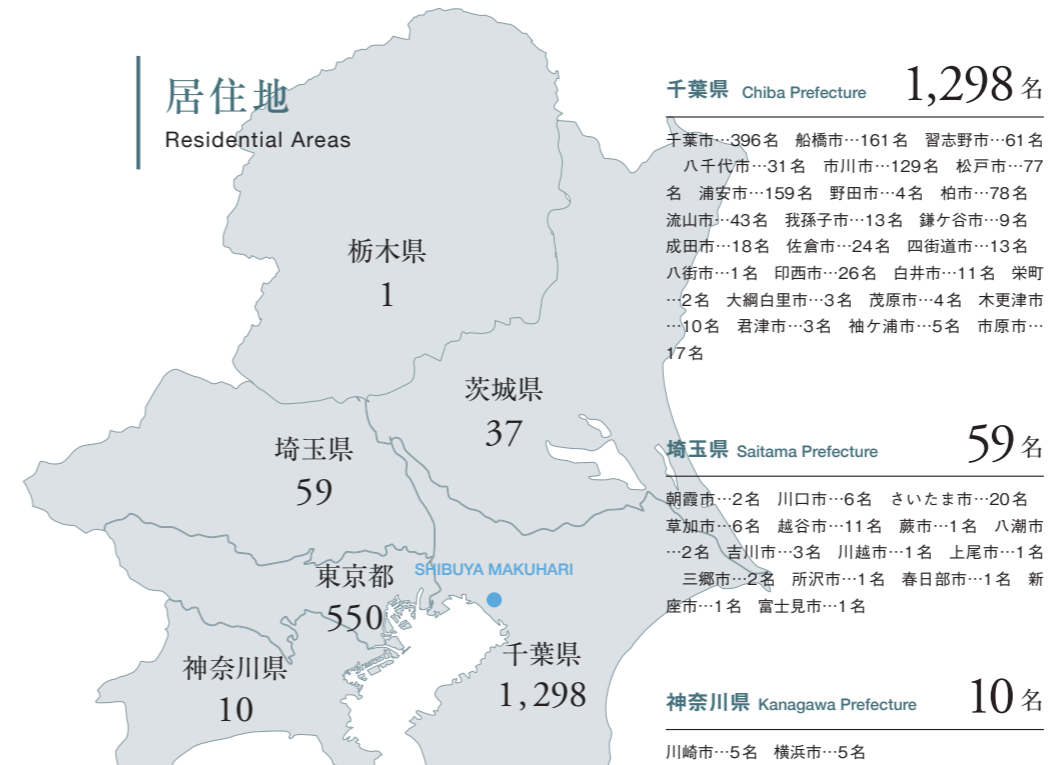 居住地
Residential Areas
栃木県
1
茨城県
37
埼玉県
59
東京都
550
SHIBUYA MAKUHARI
千葉県
1,298
神奈川県
10
千葉県 Chiba Prefecture 1,298名
千葉市…396名　船橋市…161名　習志野市…61名
八千代市…31名　市川市…129名　松戸市…77
名　浦安市…159名　野田市…4名　柏市…78名
流山市…43名　我孫子市…13名　鎌ケ谷市…9名
成田市…18名　佐倉市…24名　四街道市…13名
八街市…1名　印西市…26名　白井市…11名　栄町
…2名　大綱白里市…3名　茂原市…4名　木更津市
…10名　君津市…3名　袖ケ浦市…5名　市原市…
17名
埼玉県 Saitama Prefecture 59名
朝霞市…2名　川口市…6名　さいたま市…20名
草加市…6名　越谷市…11名　蕨市…1名　八潮市
…2名　吉川市…3名　川越市…1名　上尾市…1名
三郷市…2名　所沢市…1名　春日部市…1名　新
座市…1名　富士見市…1名
神奈川県 Kanagawa Prefecture 10名
川崎市…5名　横浜市…5名